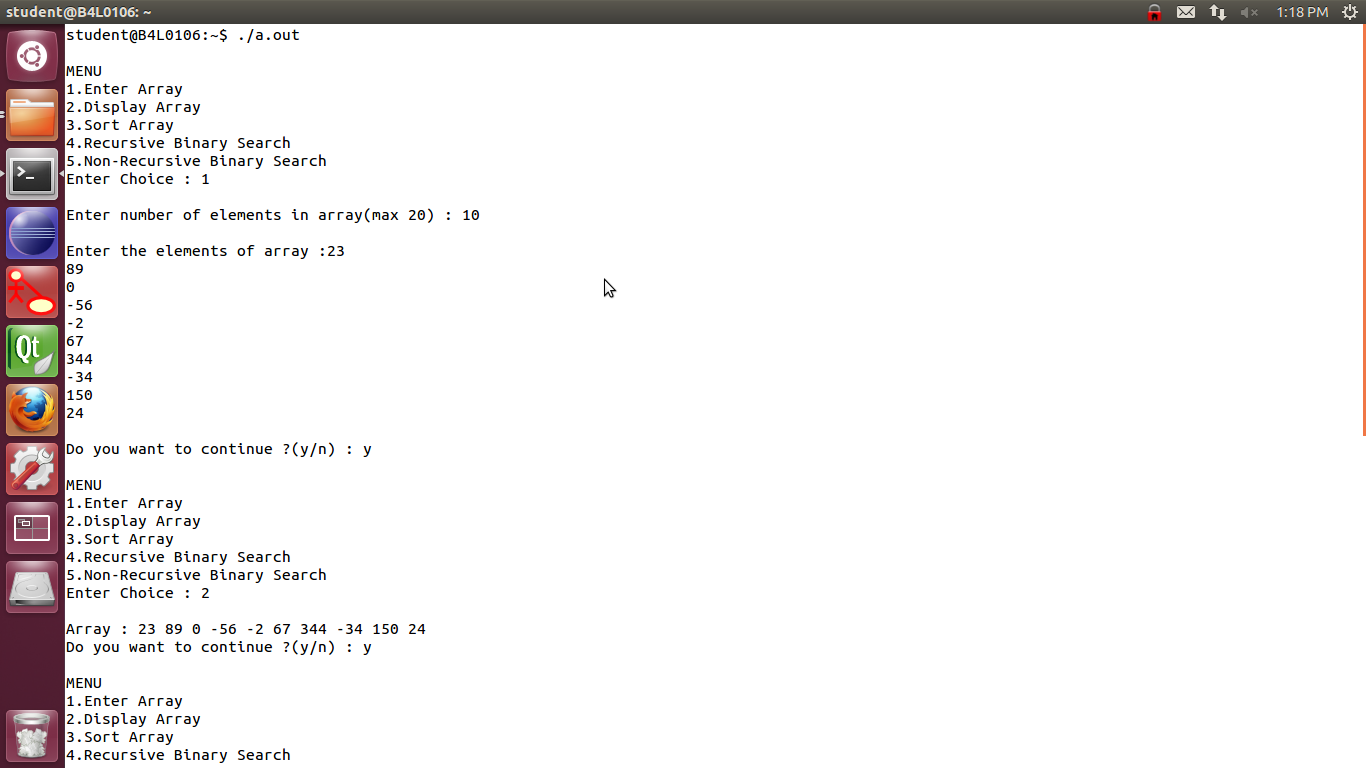 student@B4L0106: ~
1:18 PM
student@B4L0106:~$ ./a.out
MENU
1.Enter Array
2.Display Array
3.Sort Array
4.Recursive Binary Search
5.Non-Recursive Binary Search
Enter Choice : 1
Enter number of elements in array(max 20) : 10
Enter the elements of array :23
89
0
-56
-2
67
344
-34
150
24
Do you want to continue ?(y/n) : y
MENU
1.Enter Array
2.Display Array
3.Sort Array
4.Recursive Binary Search
5.Non-Recursive Binary Search
Enter Choice : 2
Array : 23 89 0 -56 -2 67 344 -34 150 24
Do you want to continue ?(y/n) : y
MENU
1.Enter Array
2.Display Array
3.Sort Array
4.Recursive Binary Search
>_
Qt